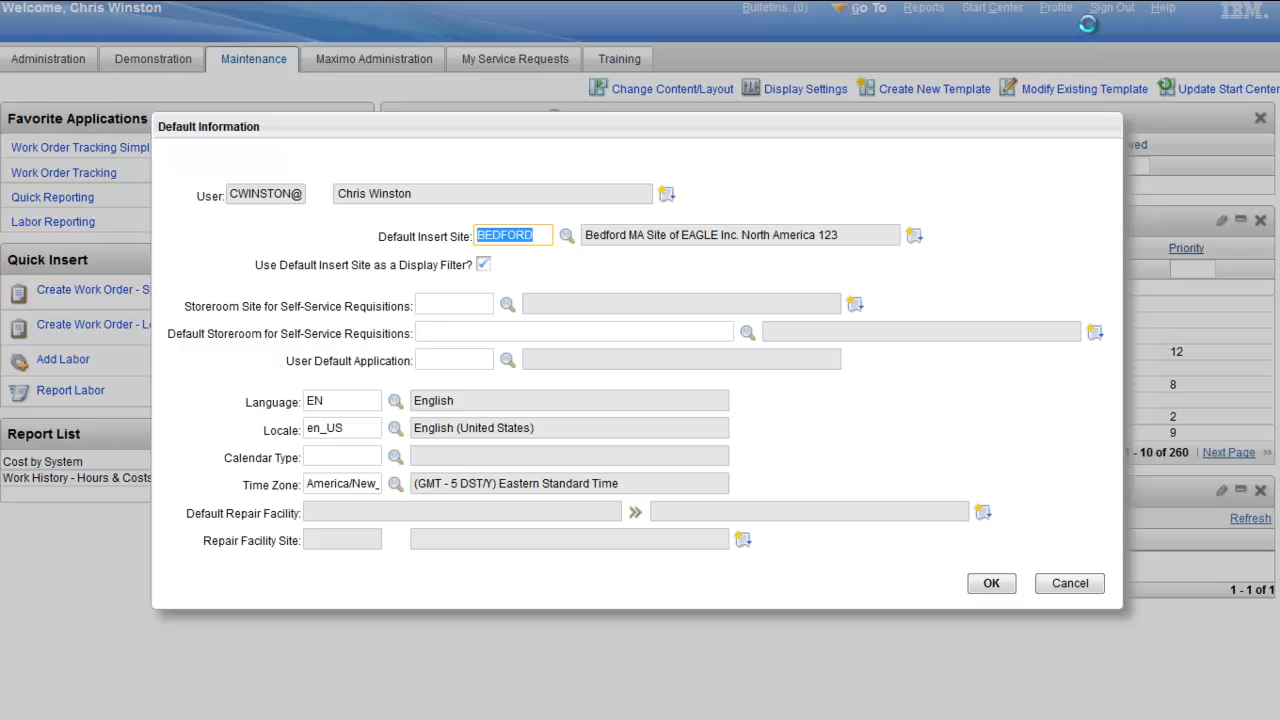 Welcome, Chris Winston
Bulletins. (0) Go To Reports Start Center Profile Sign Out Help IBM.
Administration Demonstration Maintenance Maximo Administration My Service Requests Training
Change Content/Layout Display Settings Create New Template Modify Existing Template Update Start Center
Favorite Applications
Work Order Tracking Simpl
Work Order Tracking
Quick Reporting
Labor Reporting
Quick Insert
Create Work Order - S
Create Work Order - L
Add Labor
Report Labor
Report List
Cost by System
Work History - Hours & Costs
Default Information
User: CWINSTON@ Chris Winston
Default Insert Site: BEDFORD Bedford MA Site of EAGLE Inc. North America 123
Use Default Insert Site as a Display Filter?
Storeroom Site for Self-Service Requisitions:
Default Storeroom for Self-Service Requisitions:
User Default Application:
Language: EN English
Locale: en_US English (United States)
Calendar Type:
Time Zone: America/New_ (GMT - 5 DST/Y) Eastern Standard Time
Default Repair Facility:
Repair Facility Site:
OK Cancel
ved
Priority
12
8
2
9
- 10 of 260 Next Page
Refresh
1 - 1 of 1